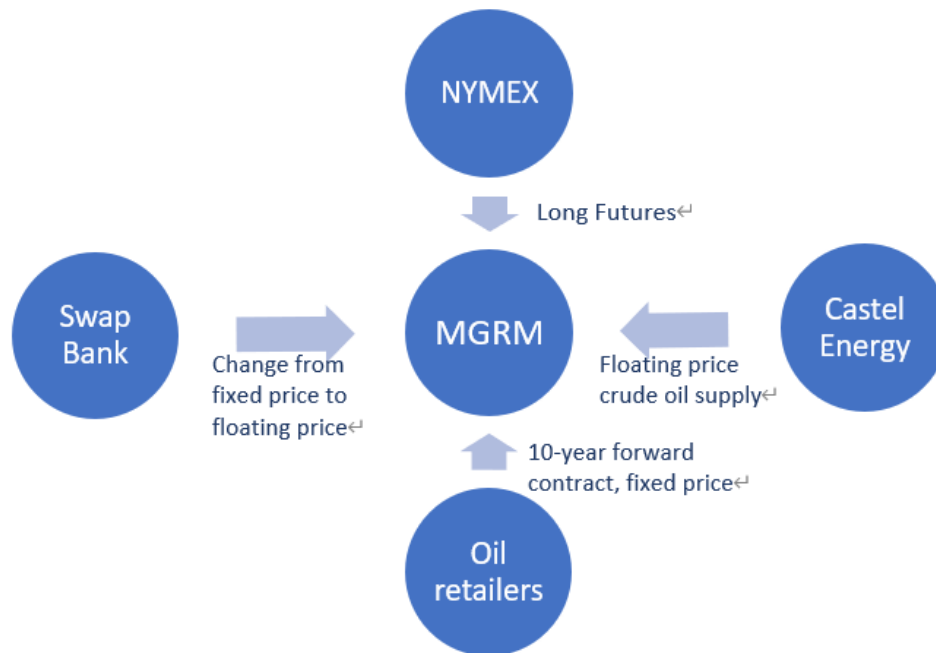 NYMEX
Long Futures↵
Swap
Bank
Change from
fixed price to
floating price↵
MGRM
Floating price
crude oil supply↵
Castel
Energy
10-year forward
contract, fixed price↵
Oil
retailers